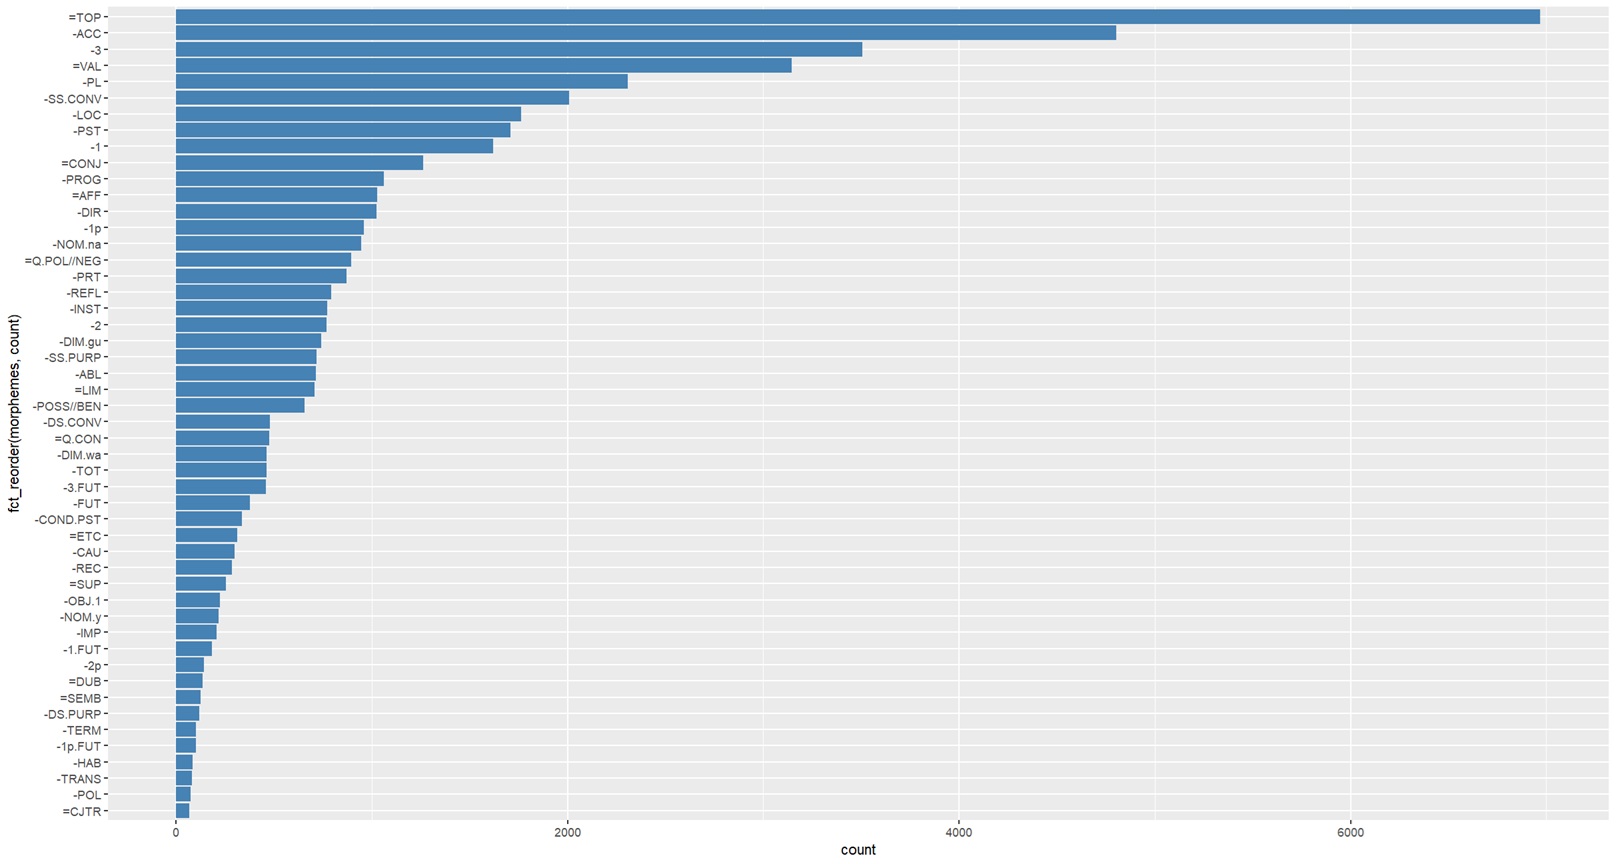 =TOP
-ACC
-3
=VAL
-PL
-SS.CONV
-LOC
-PST
-1
=CONJ
-PROG
=AFF
-DIR
-1p
-NOM.na
=Q.POL//NEG
-PRT
-REFL
-INST
-2
-DIM.gu
-SS.PURP
-ABL
=LIM
-POSS//BEN
-DS.CONV
=Q.CON
-DIM.wa
-TOT
-3.FUT
-FUT
-COND.PST
=ETC
-CAU
-REC
=SUP
-OBJ.1
-NOM.y
-IMP
-1.FUT
-2p
=DUB
=SEMB
-DS.PURP
-TERM
-1p.FUT
-HAB
-TRANS
-POL
=CJTR
fct_reorder(morphemes, count)
0 2000 4000 6000
count